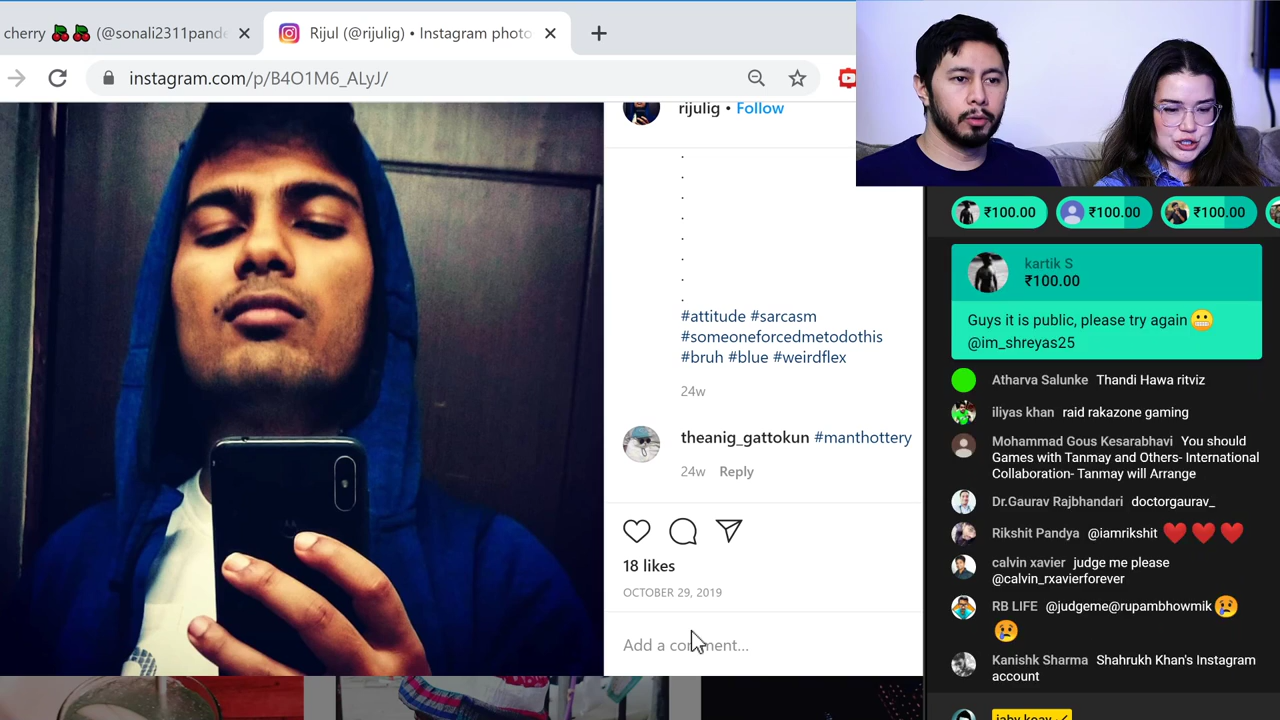 cherry 🍒🍒 (@sonali2311pand
Rijul (@rijulig) • Instagram photo
instagram.com/p/B4O1M6_ALyJ/
rijulig • Follow
.
.
.
.
.
.
.
.
#attitude #sarcasm
#someoneforcedmetodothis
#bruh #blue #weirdflex
24w
theanig_gattokun #manthottery
24w Reply
18 likes
OCTOBER 29, 2019
Add a comment...
₹100.00 ₹100.00 ₹100.00
kartik S
₹100.00
Guys it is public, please try again 😬
@im_shreyas25
Atharva Salunke Thandi Hawa ritviz
iliyas khan raid rakazone gaming
Mohammad Gous Kesarabhavi You should
Games with Tanmay and Others- International
Collaboration- Tanmay will Arrange
Dr.Gaurav Rajbhandari doctorgaurav_
Rikshit Pandya @iamrikshit ❤️ ❤️ ❤️
calvin xavier judge me please
@calvin_rxavierforever
RB LIFE @judgeme@rupambhowmik 😢
😢
Kanishk Sharma Shahrukh Khan's Instagram
account
jaby koay ✓